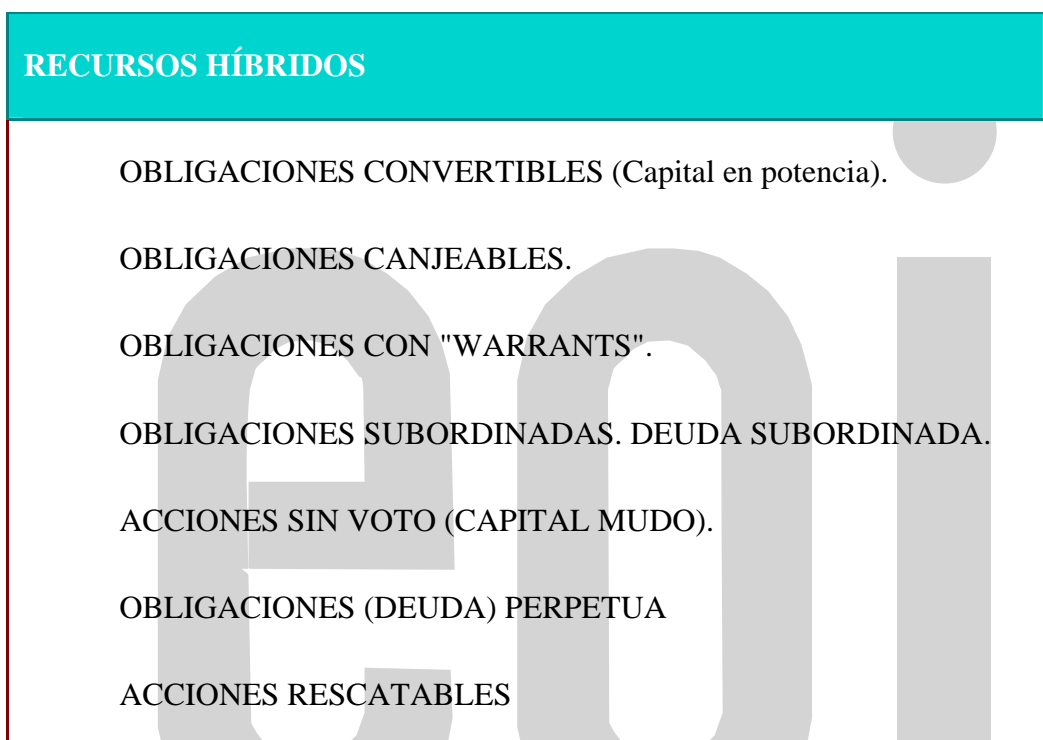 RECURSOS HÍBRIDOS
OBLIGACIONES CONVERTIBLES (Capital en potencia).
OBLIGACIONES CANJEABLES.
OBLIGACIONES CON "WARRANTS".
OBLIGACIONES SUBORDINADAS. DEUDA SUBORDINADA.
ACCIONES SIN VOTO (CAPITAL MUDO).
OBLIGACIONES (DEUDA) PERPETUA
ACCIONES RESCATABLES
eoi